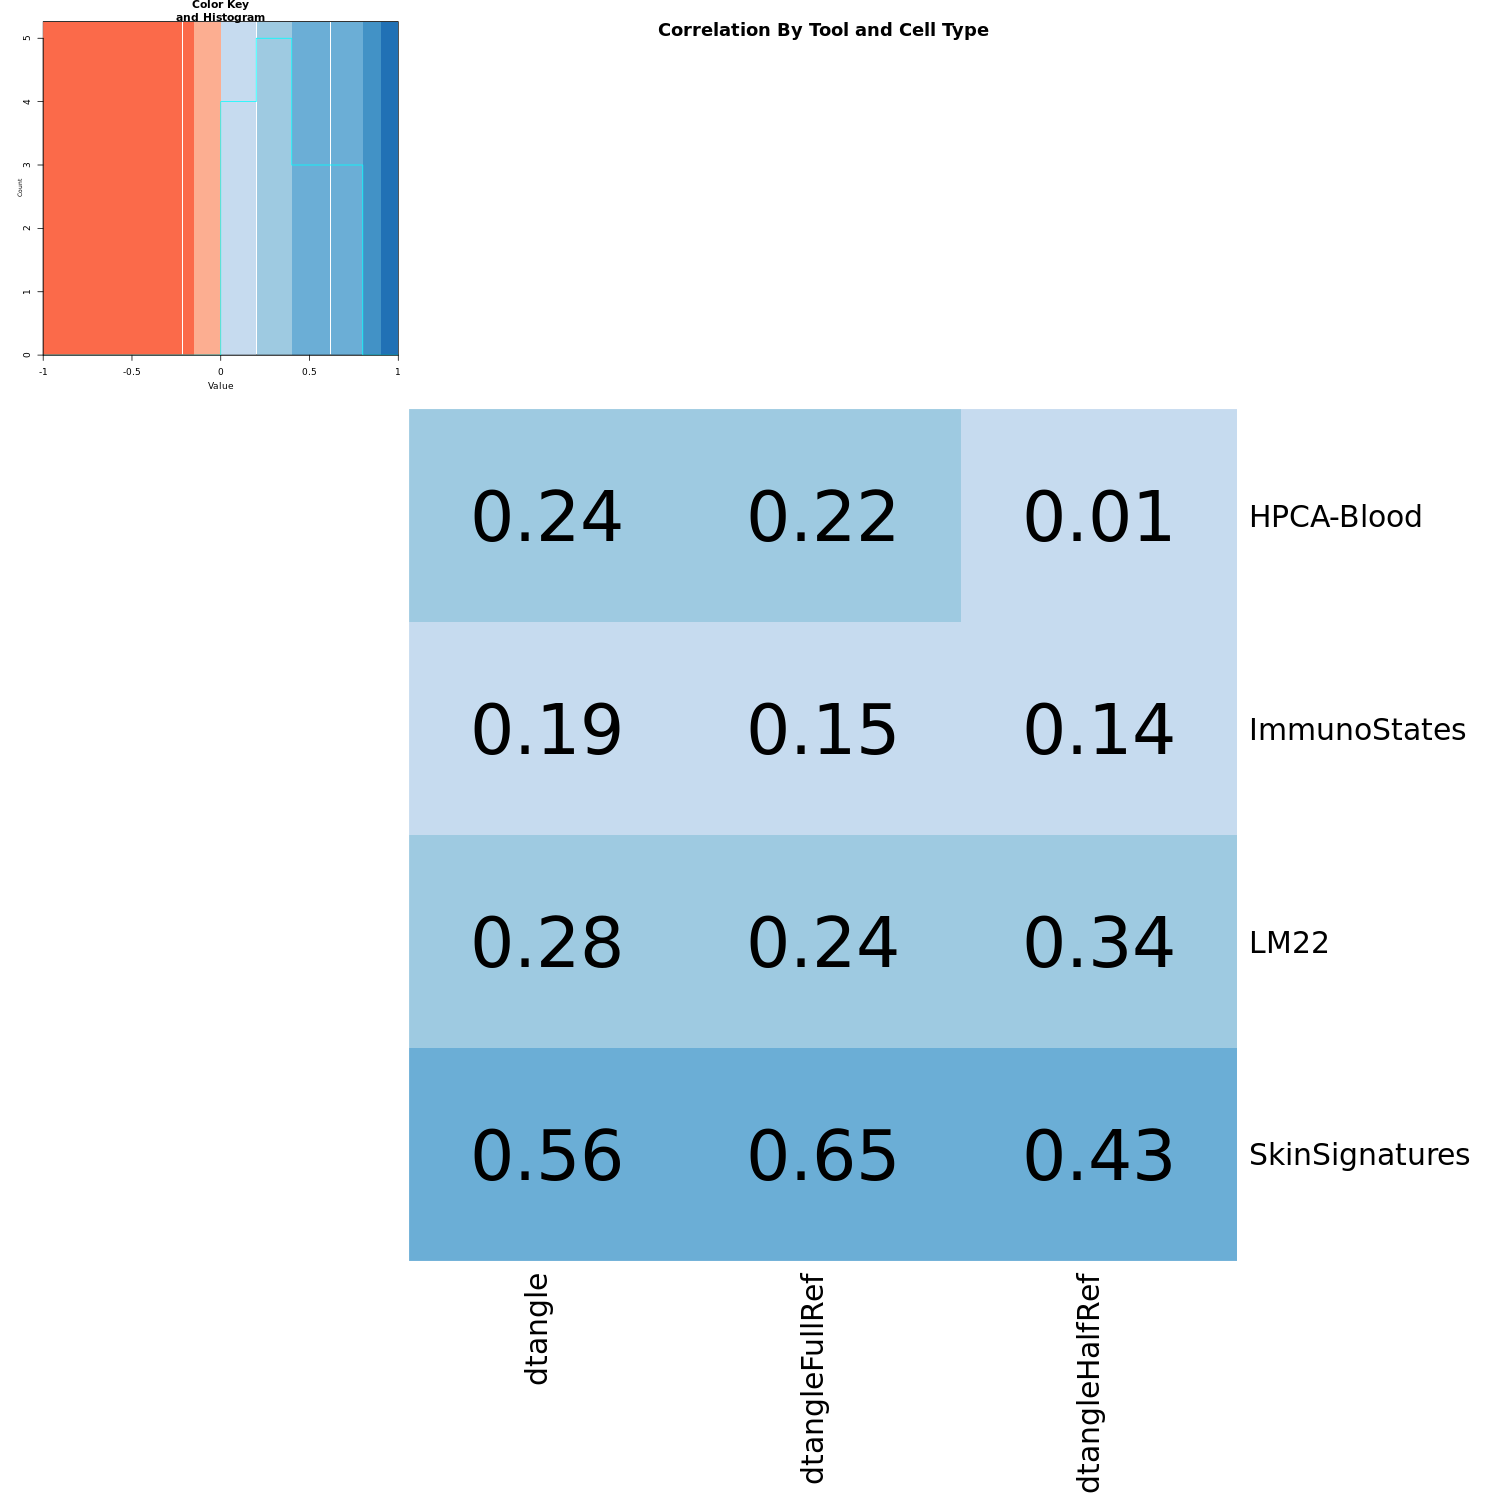 Color Key
and Histogram
Correlation By Tool and Cell Type
5
4
3
2
1
0
Count
-1 -0.5 0 0.5 1
Value
0.24 0.22 0.01 HPCA-Blood
0.19 0.15 0.14 ImmunoStates
0.28 0.24 0.34 LM22
0.56 0.65 0.43 SkinSignatures
dtangle
dtangleFullRef
dtangleHalfRef